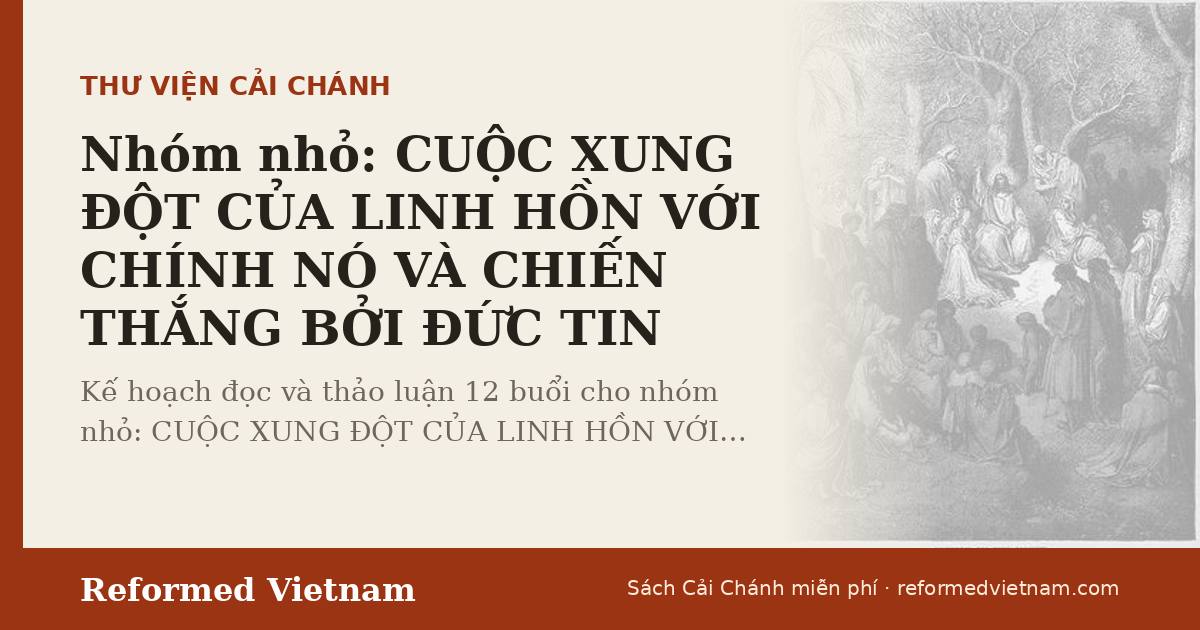 THƯ VIỆN CẢI CHÁNH
Nhóm nhỏ: CUỘC XUNG
ĐỘT CỦA LINH HỒN VỚI
CHÍNH NÓ VÀ CHIẾN
THẮNG BỞI ĐỨC TIN
Kế hoạch đọc và thảo luận 12 buổi cho nhóm
nhỏ: CUỘC XUNG ĐỘT CỦA LINH HỒN VỚI...
Reformed Vietnam
Sách Cải Chánh miễn phí · reformedvietnam.com